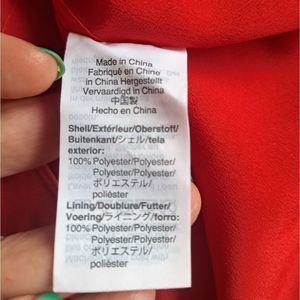 Made in China
Fabriqué en Chine
in China Hergestellt
Vervaardigd in China
中国製
Hecho en China
Shell/Extérieur/Oberstoff/
Buitenkant/シェル/tela
exterior:
100% Polyester/Polyester/
Polyester/Polyester/
ポリエステル/
poliéster
Lining/Doublure/Futter/
Voering/ライニング/forro:
100% Polyester/Polyester/
Polyester/Polyester/
ポリエステル/
poliéster